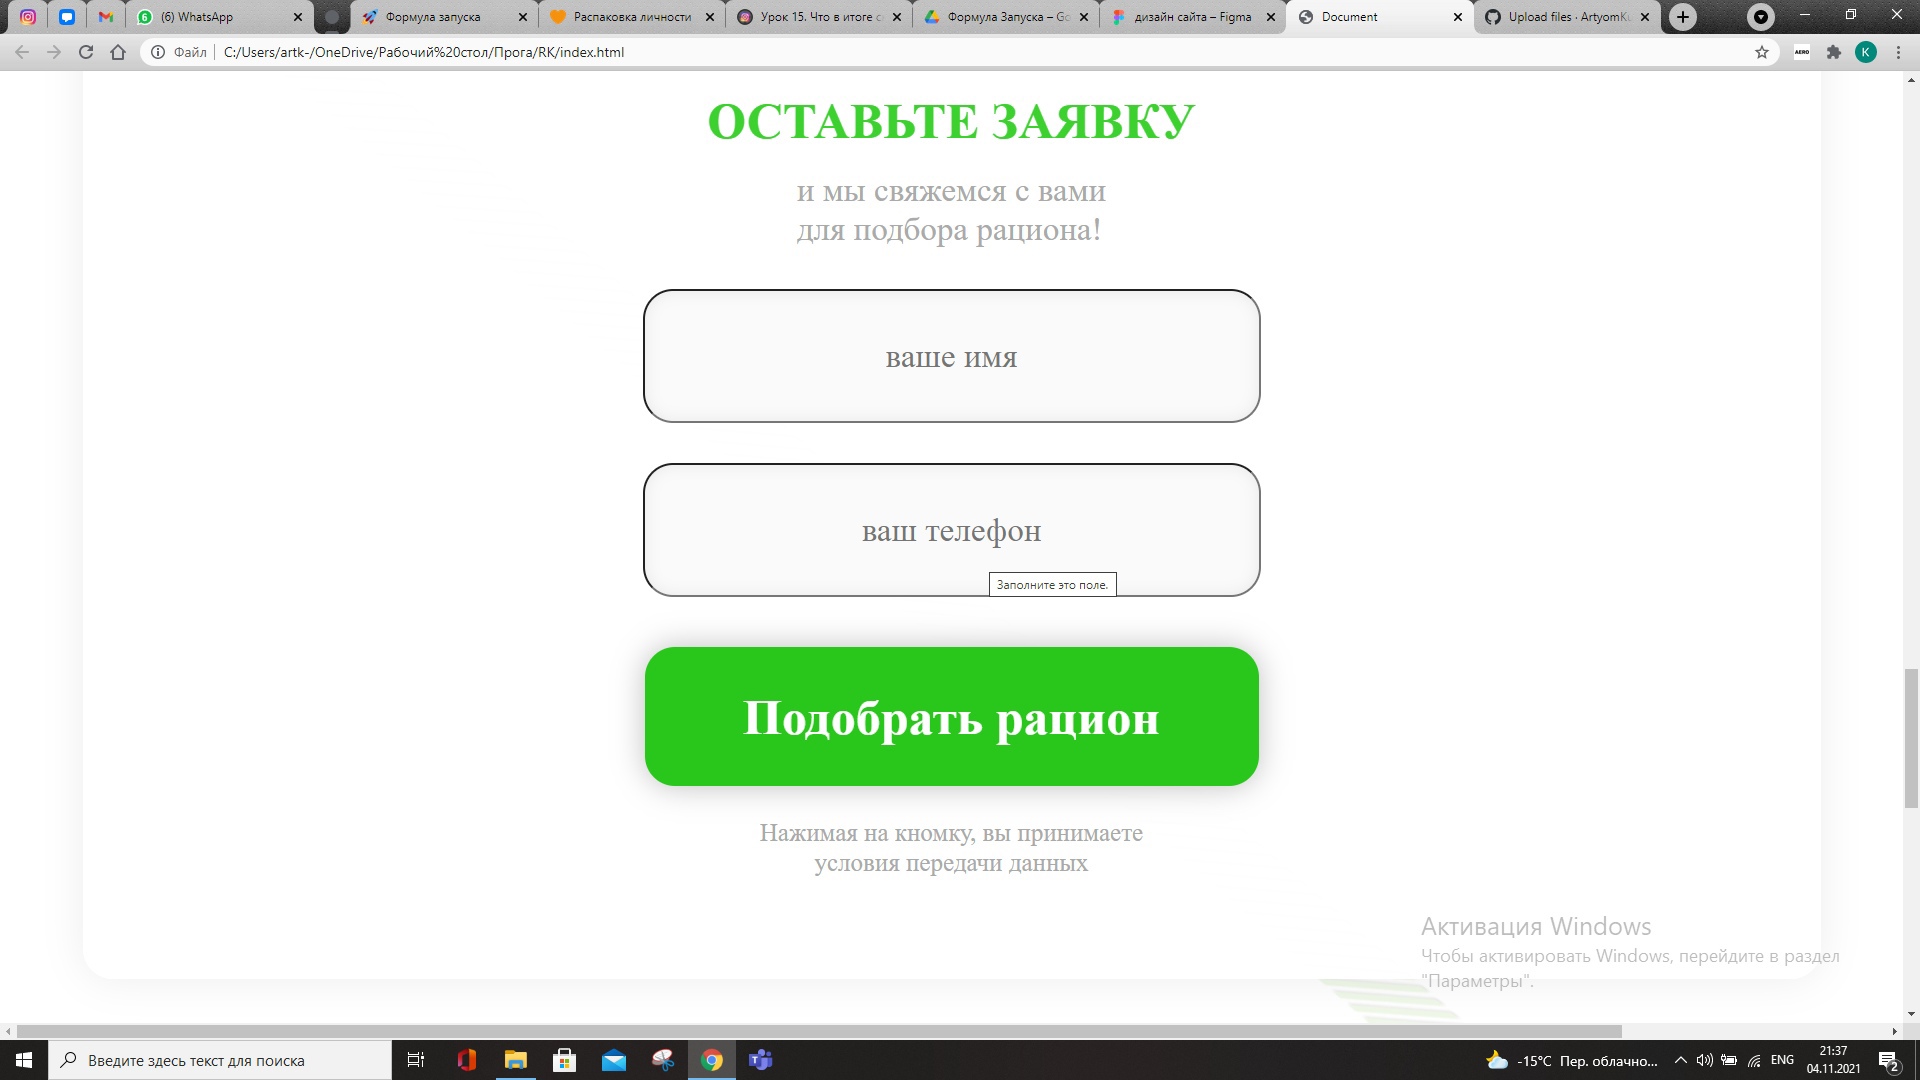 (6) WhatsApp
Формула запуска
Распаковка личности
Урок 15. Что в итоге с
Формула Запуска – Go
дизайн сайта – Figma
Document
Upload files · ArtyomKu
Файл
C:/Users/artk-/OneDrive/Рабочий%20стол/Прога/RK/index.html
AERO
K
ОСТАВЬТЕ ЗАЯВКУ
и мы свяжемся с вами
для подбора рациона!
ваше имя
ваш телефон
Заполните это поле.
Подобрать рацион
Нажимая на кномку, вы принимаете
условия передачи данных
Активация Windows
Чтобы активировать Windows, перейдите в раздел
"Параметры".
Введите здесь текст для поиска
-15°C Пер. облачно...
ENG
21:37
04.11.2021
2